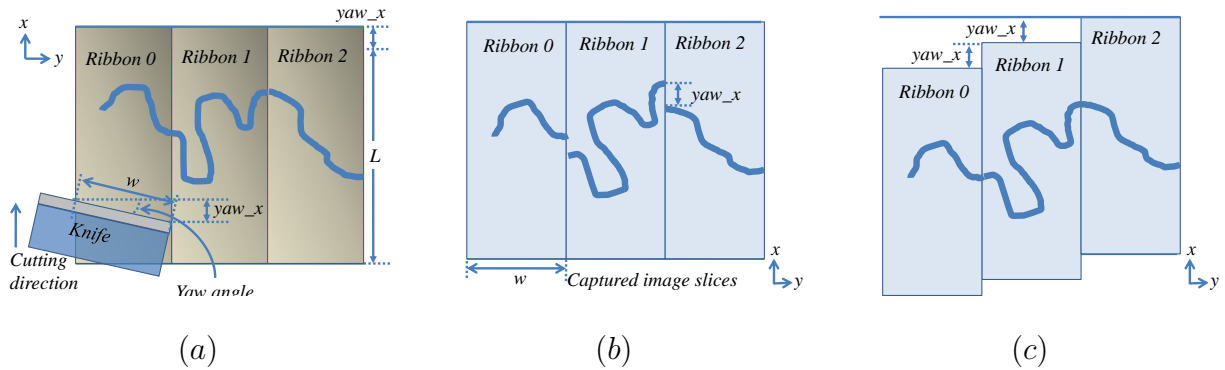 yaw_x
x
y
Ribbon 0
Ribbon 1
Ribbon 2
L
w
yaw_x
Knife
Cutting
direction
Yaw angle
(a)
Ribbon 0
Ribbon 1
Ribbon 2
yaw_x
x
y
w
Captured image slices
(b)
yaw_x
yaw_x
Ribbon 0
Ribbon 1
Ribbon 2
x
y
(c)